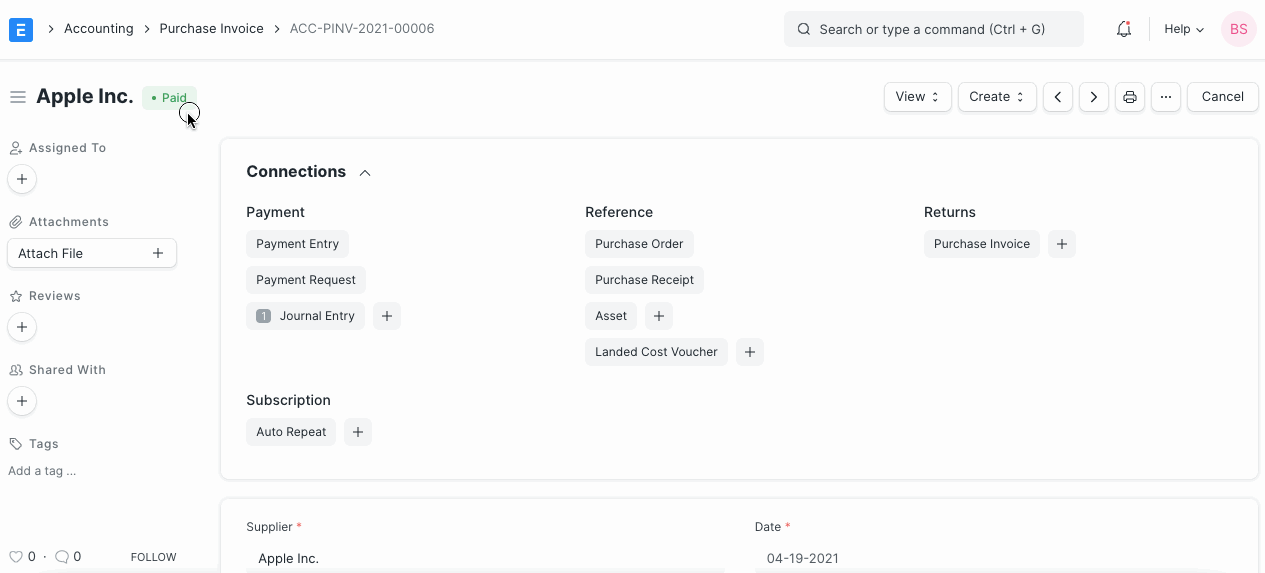 E Accounting Purchase Invoice ACC-PINV-2021-00006 Search or type a command (Ctrl + G) Help BS
Apple Inc. • Paid View Create ... Cancel
Assigned To
Attachments
Attach File
Reviews
Shared With
Tags
Add a tag ...
0 · 0 FOLLOW
Connections
Payment
Payment Entry
Payment Request
1 Journal Entry
Reference
Purchase Order
Purchase Receipt
Asset
Landed Cost Voucher
Returns
Purchase Invoice
Subscription
Auto Repeat
Supplier *
Apple Inc.
Date *
04-19-2021